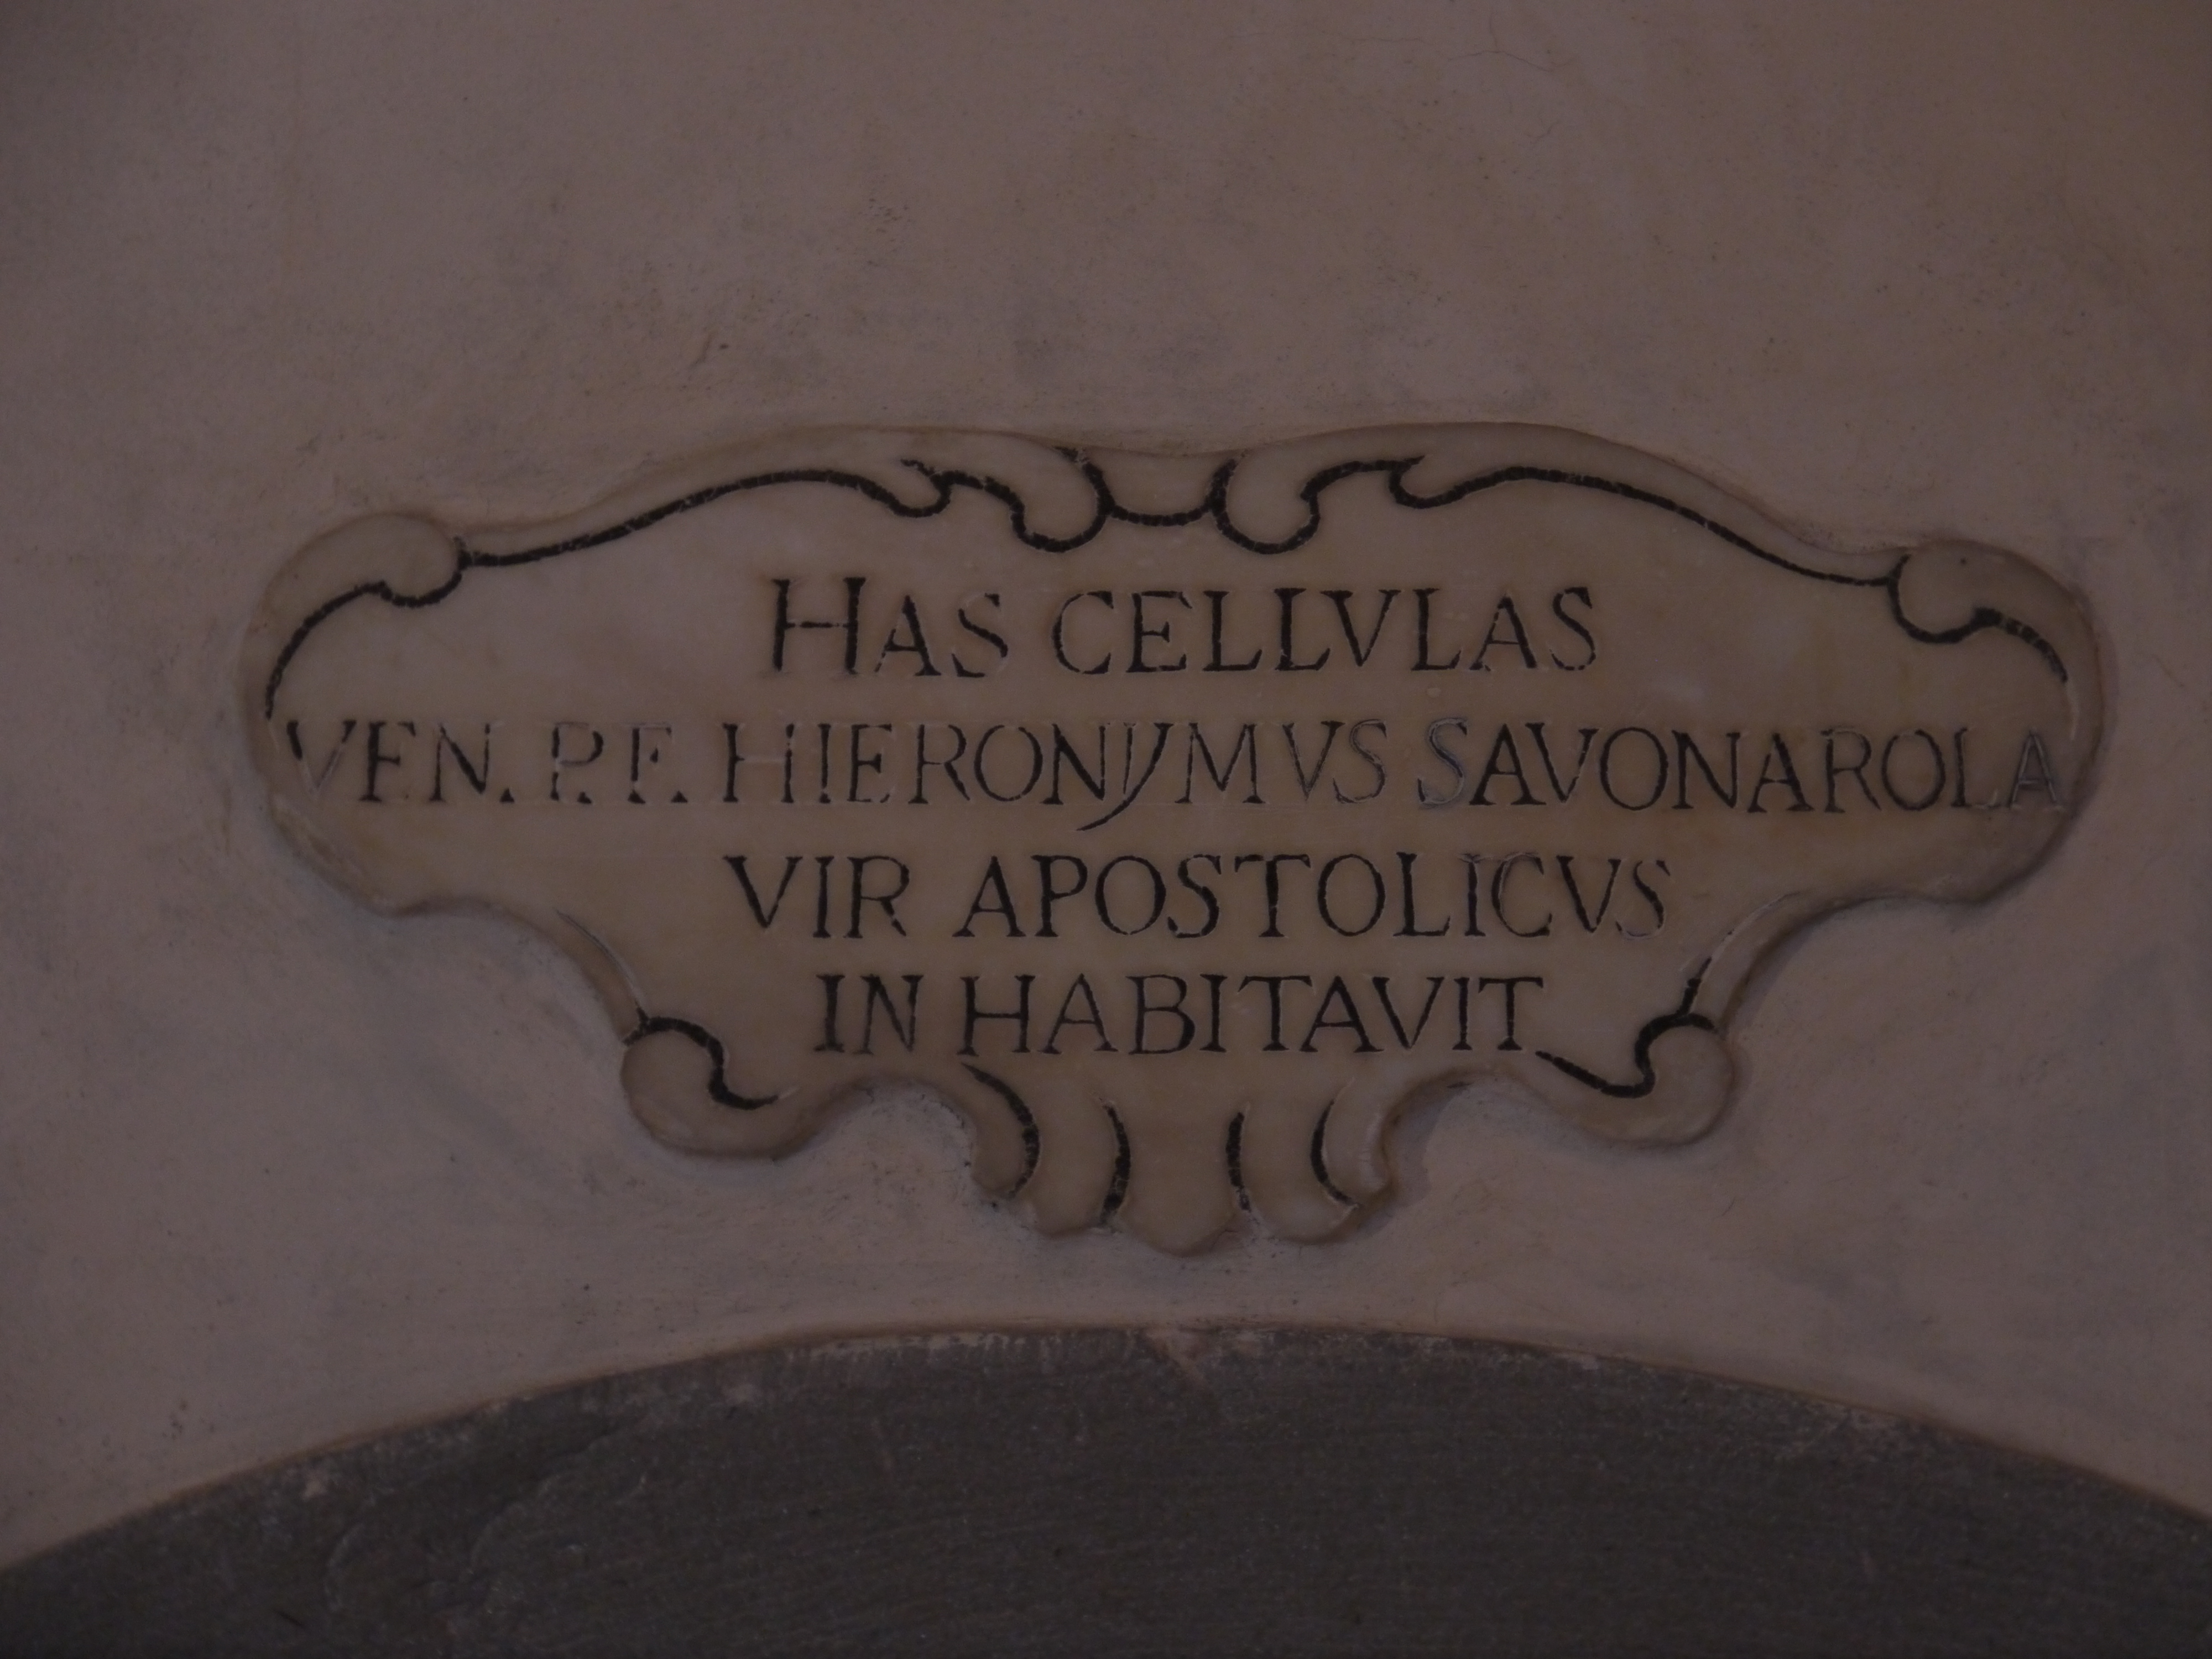 HAS CELLVLAS
VEN. P. F. HIERONYMVS SAVONAROLA
VIR APOSTOLICVS
IN HABITAVIT